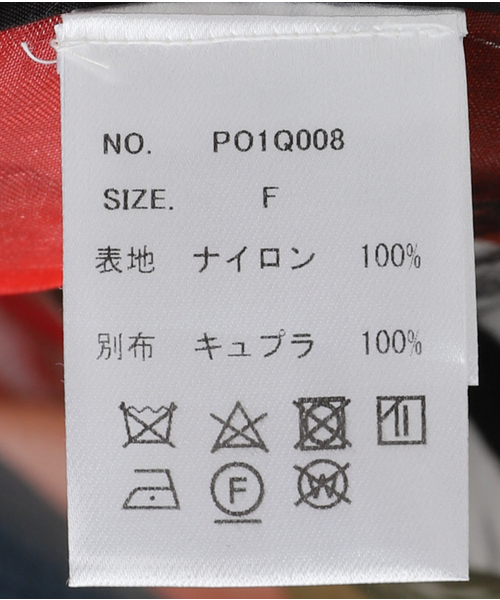 NO. PO1Q008
SIZE. F
表地 ナイロン 100%
別布 キュプラ 100%
F
W